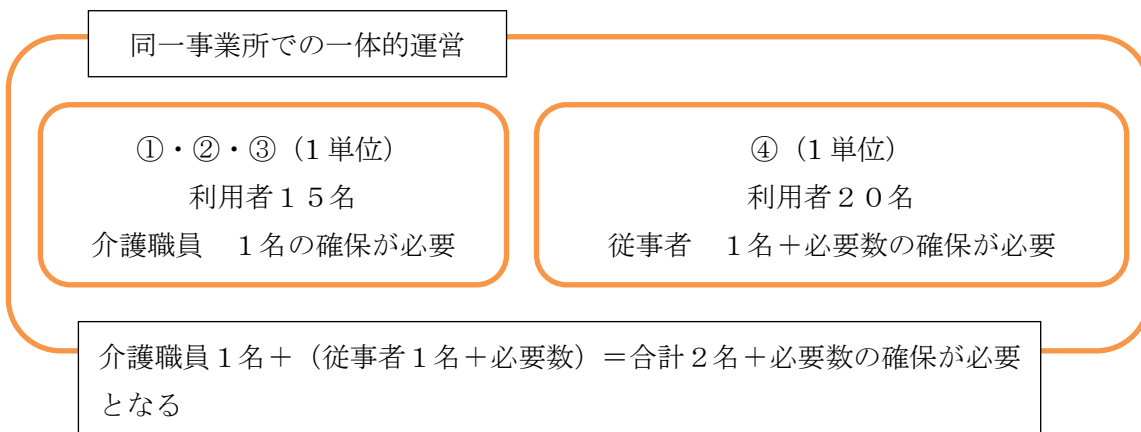 同一事業所での一体的運営
①・②・③（1 単位）
利用者１５名
介護職員　１名の確保が必要
④（1 単位）
利用者２０名
従事者　１名＋必要数の確保が必要
介護職員１名＋（従事者１名＋必要数）＝合計２名＋必要数の確保が必要
となる